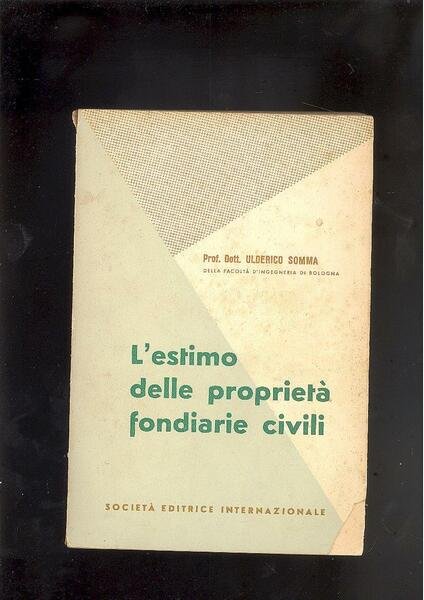 Prof. Dott. ULDERICO SOMMA
DELLA FACOLTÀ D'INGEGNERIA DI BOLOGNA
L'estimo
delle proprietà
fondiarie civili
SOCIETÀ EDITRICE INTERNAZIONALE